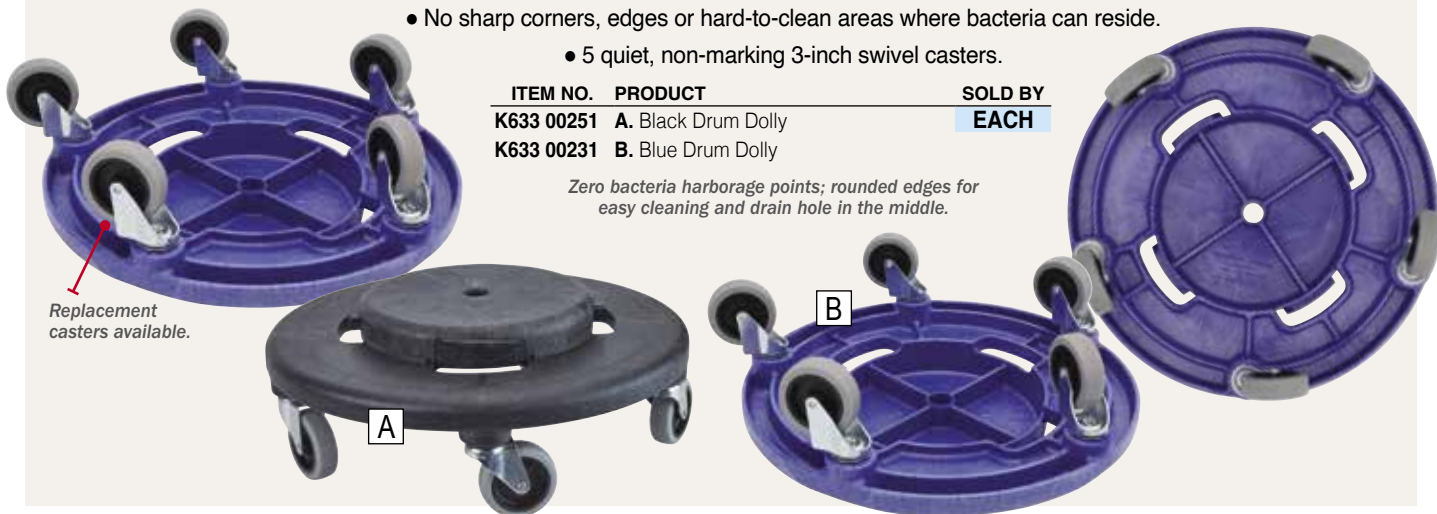 • No sharp corners, edges or hard-to-clean areas where bacteria can reside.
• 5 quiet, non-marking 3-inch swivel casters.
ITEM NO. PRODUCT SOLD BY
K633 00251 A. Black Drum Dolly EACH
K633 00231 B. Blue Drum Dolly
Zero bacteria harborage points; rounded edges for
easy cleaning and drain hole in the middle.
Replacement
casters available.
A
B